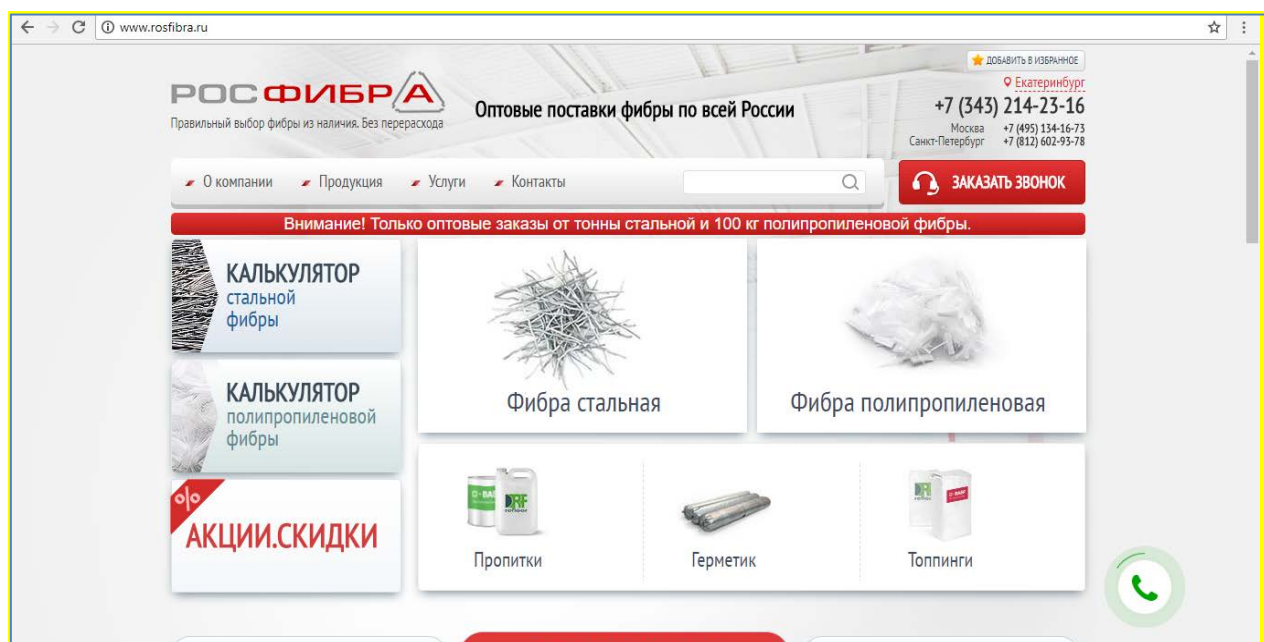 www.rosfibra.ru
ДОБАВИТЬ В ИЗБРАННОЕ
РОСФИБРА
Правильный выбор фибры из наличия. Без перерасхода
Оптовые поставки фибры по всей России
Екатеринбург
+7 (343) 214-23-16
Москва +7 (495) 134-16-73
Санкт-Петербург +7 (812) 602-93-78
О компании Продукция Услуги Контакты
ЗАКАЗАТЬ ЗВОНОК
Внимание! Только оптовые заказы от тонны стальной и 100 кг полипропиленовой фибры.
КАЛЬКУЛЯТОР
стальной
фибры
Фибра стальная
Фибра полипропиленовая
КАЛЬКУЛЯТОР
полипропиленовой
фибры
%
АКЦИИ.СКИДКИ
Пропитки
Герметик
Топпинги